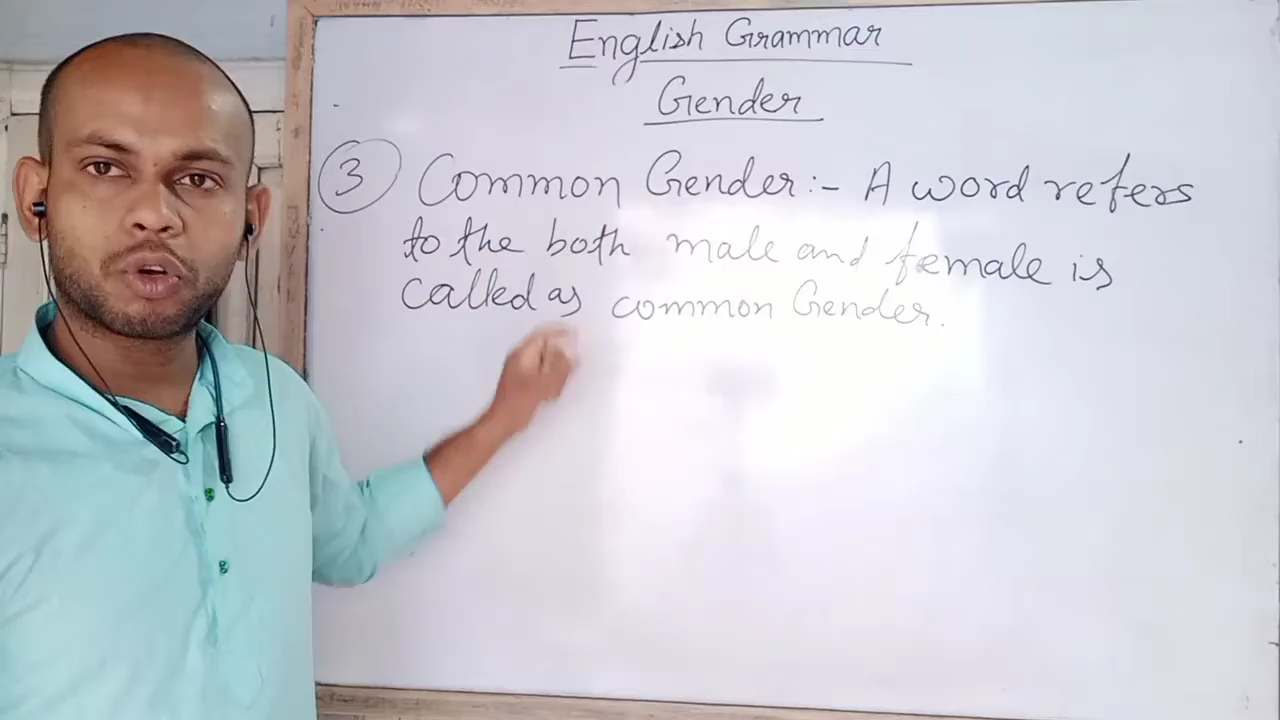 English Grammar
Gender
3 Common Gender:- A word refers
to the both male and female is
called as common Gender.